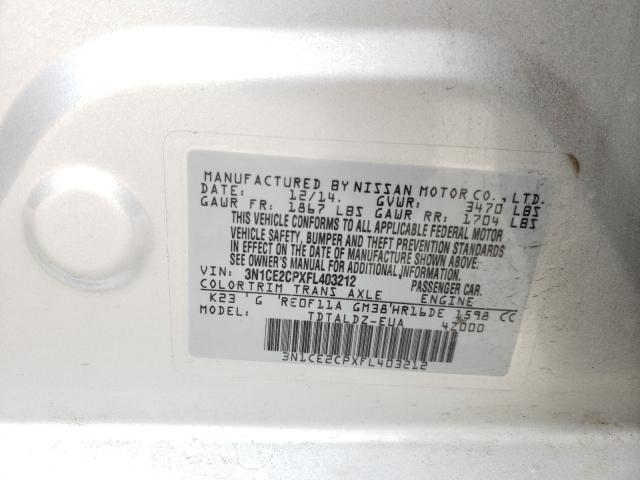 MANUFACTURED BY NISSAN MOTOR CO., LTD.
DATE: 12/14. GVWR: 3470 LBS
GAWR FR: 1867 LBS GAWR RR: 1704 LBS
THIS VEHICLE CONFORMS TO ALL APPLICABLE FEDERAL MOTOR
VEHICLE SAFETY, BUMPER AND THEFT PREVENTION STANDARDS
IN EFFECT ON THE DATE OF MANUFACTURE SHOWN ABOVE.
SEE OWNER'S MANUAL FOR ADDITIONAL INFORMATION.
VIN: 3N1CE2CPXFL403212 PASSENGER CAR.
COLOR TRIM TRANS AXLE ENGINE
K23 G RE0F11A GM38 HR16DE 1598 CC
MODEL: TDTALDZ-EUA 42000
3N1CE2CPXFL403212